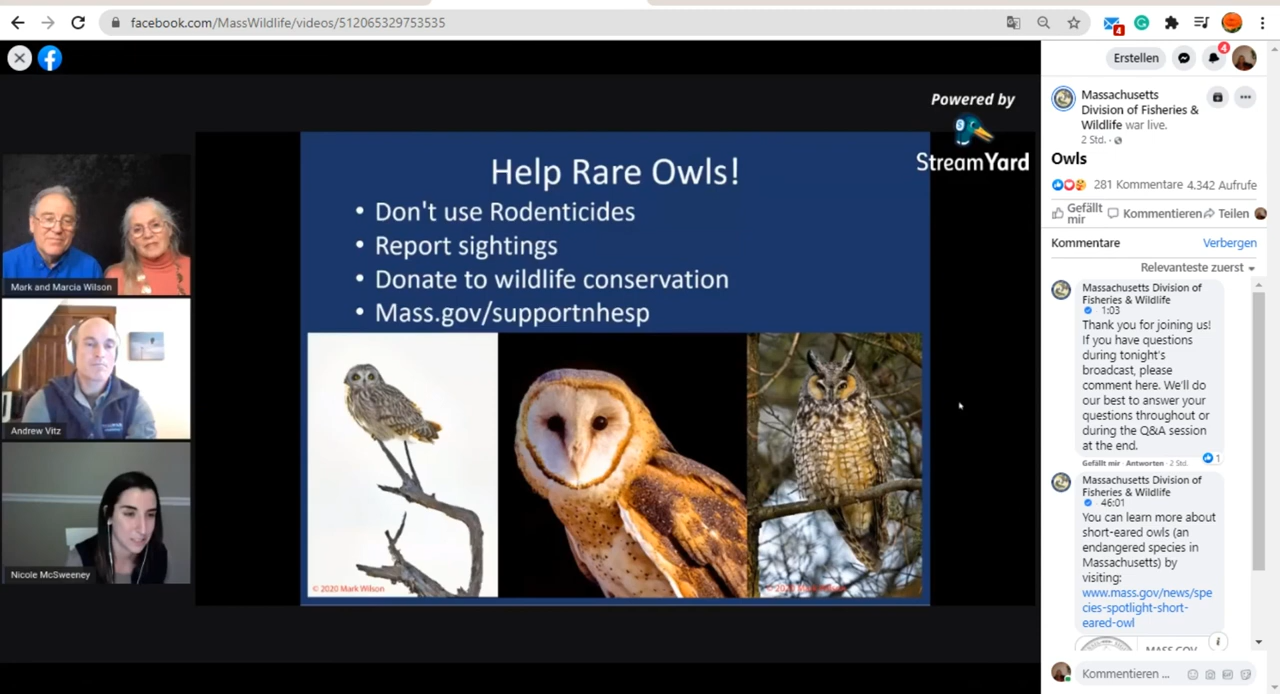 facebook.com/MassWildlife/videos/512065329753535
4
Erstellen
4
Powered by
StreamYard
Massachusetts
Division of Fisheries &
Wildlife war live.
2 Std.
Owls
281 Kommentare 4.342 Aufrufe
Gefällt
mir
Kommentieren
Teilen
Kommentare
Verbergen
Relevanteste zuerst
Help Rare Owls!
• Don't use Rodenticides
• Report sightings
• Donate to wildlife conservation
• Mass.gov/supportnhesp
© 2020 Mark Wilson
Mark and Marcia Wilson
Andrew Vitz
Nicole McSweeney
Massachusetts Division of
Fisheries & Wildlife
· 1:03
Thank you for joining us!
If you have questions
during tonight's
broadcast, please
comment here. We'll do
our best to answer your
questions throughout or
during the Q&A session
at the end.
1
Gefällt mir · Antworten · 2 Std.
Massachusetts Division of
Fisheries & Wildlife
· 46:01
You can learn more about
short-eared owls (an
endangered species in
Massachusetts) by
visiting:
www.mass.gov/news/spe
cies-spotlight-short-
eared-owl
MASS.GOV
Kommentieren ...